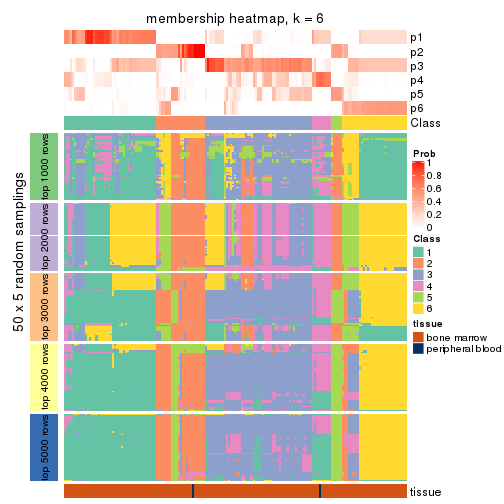 membership heatmap, k = 6
p1
p2
p3
p4
p5
p6
Class
50 x 5 random samplings
top 1000 rows
top 2000 rows
top 3000 rows
top 4000 rows
top 5000 rows
Prob
1
0.8
0.6
0.4
0.2
0
Class
1
2
3
4
5
6
tissue
bone marrow
peripheral blood
tissue